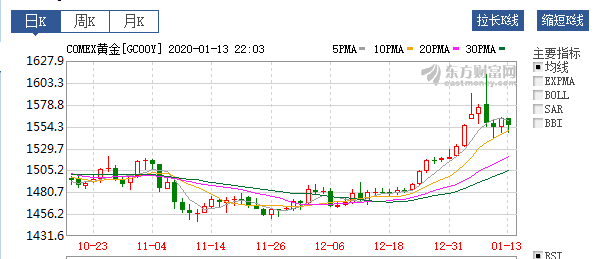 日K 周K 月K 拉长K线 缩短K线
COMEX黄金[GC00Y] 2020-01-13 22:03 5PMA 10PMA 20PMA 30PMA
主要指标
均线
EXPMA
BOLL
SAR
BBI
东方财富网
eastmoney.com
1627.9
1603.3
1578.8
1554.3
1529.7
1505.2
1480.7
1456.2
1431.6
10-23 11-04 11-14 11-26 12-06 12-18 12-31 01-13
RSI